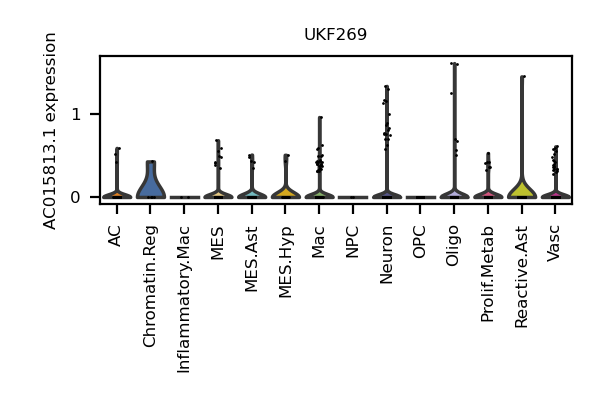 UKF269
AC015813.1 expression
1
0
AC
Chromatin.Reg
Inflammatory.Mac
MES
MES.Ast
MES.Hyp
Mac
NPC
Neuron
OPC
Oligo
Prolif.Metab
Reactive.Ast
Vasc